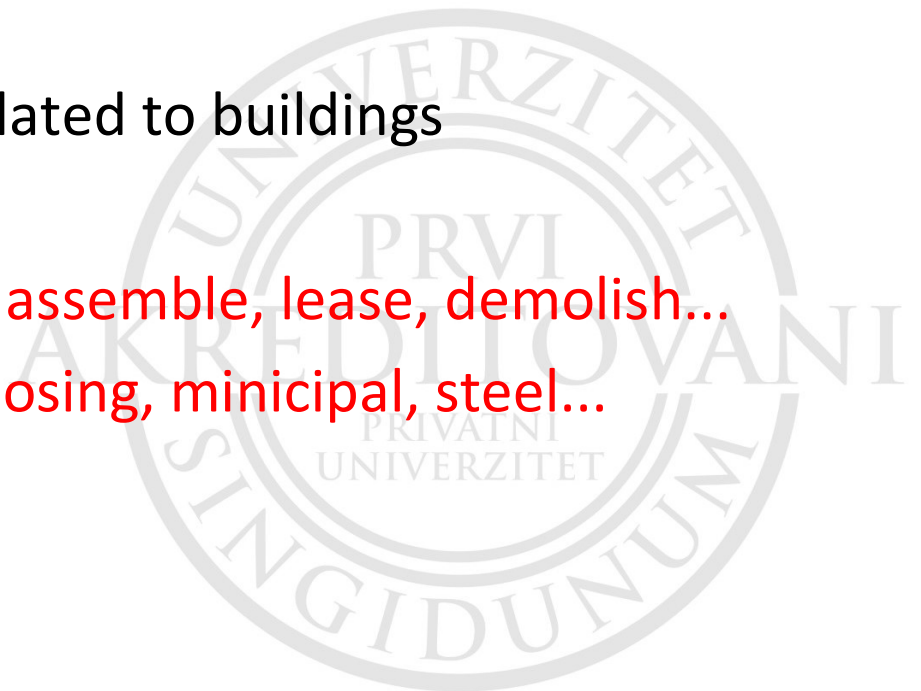 lated to buildings
assemble, lease, demolish...
osing, minicipal, steel...
UNIVERZITET
PRVI
AKREDITOVANI
PRIVATNI
UNIVERZITET
SINGIDUNUM